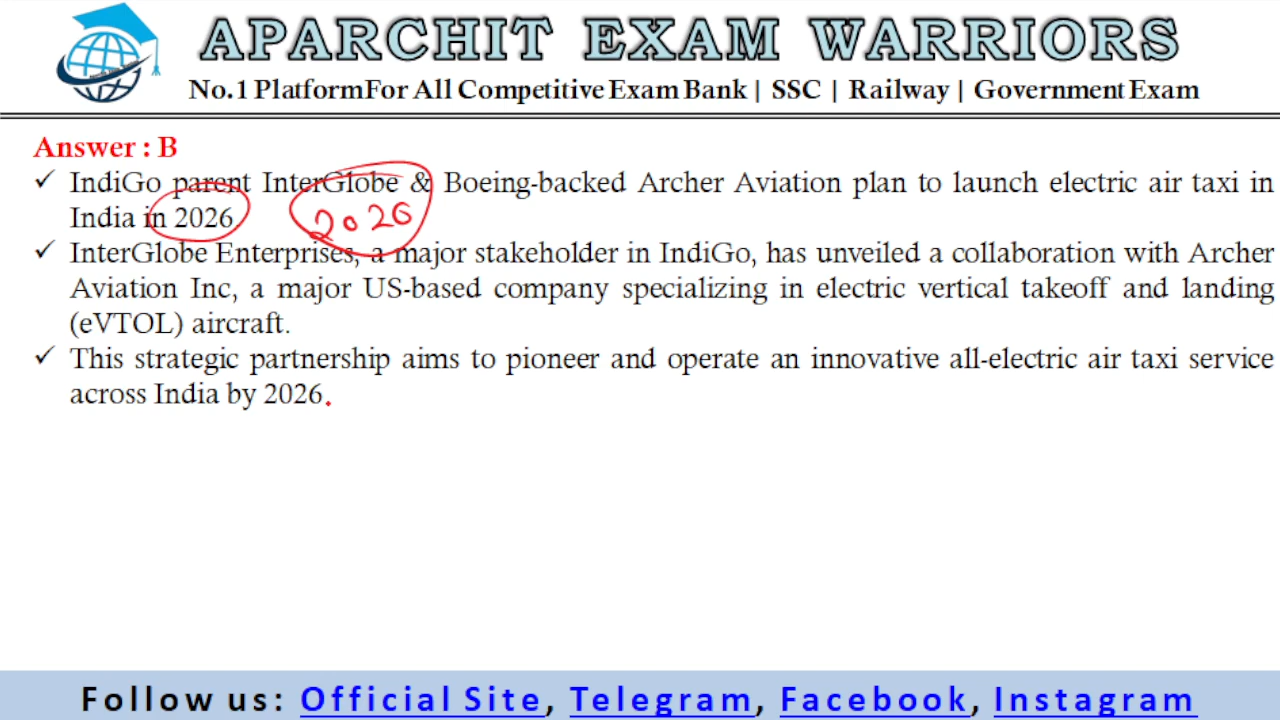 APARCHIT EXAM WARRIORS
No.1 PlatformFor All Competitive Exam Bank | SSC | Railway | Government Exam
Answer : B
✓ IndiGo parent InterGlobe & Boeing-backed Archer Aviation plan to launch electric air taxi in
India in 2026
2026
✓ InterGlobe Enterprises, a major stakeholder in IndiGo, has unveiled a collaboration with Archer
Aviation Inc, a major US-based company specializing in electric vertical takeoff and landing
(eVTOL) aircraft.
✓ This strategic partnership aims to pioneer and operate an innovative all-electric air taxi service
across India by 2026.
Follow us: Official Site, Telegram, Facebook, Instagram